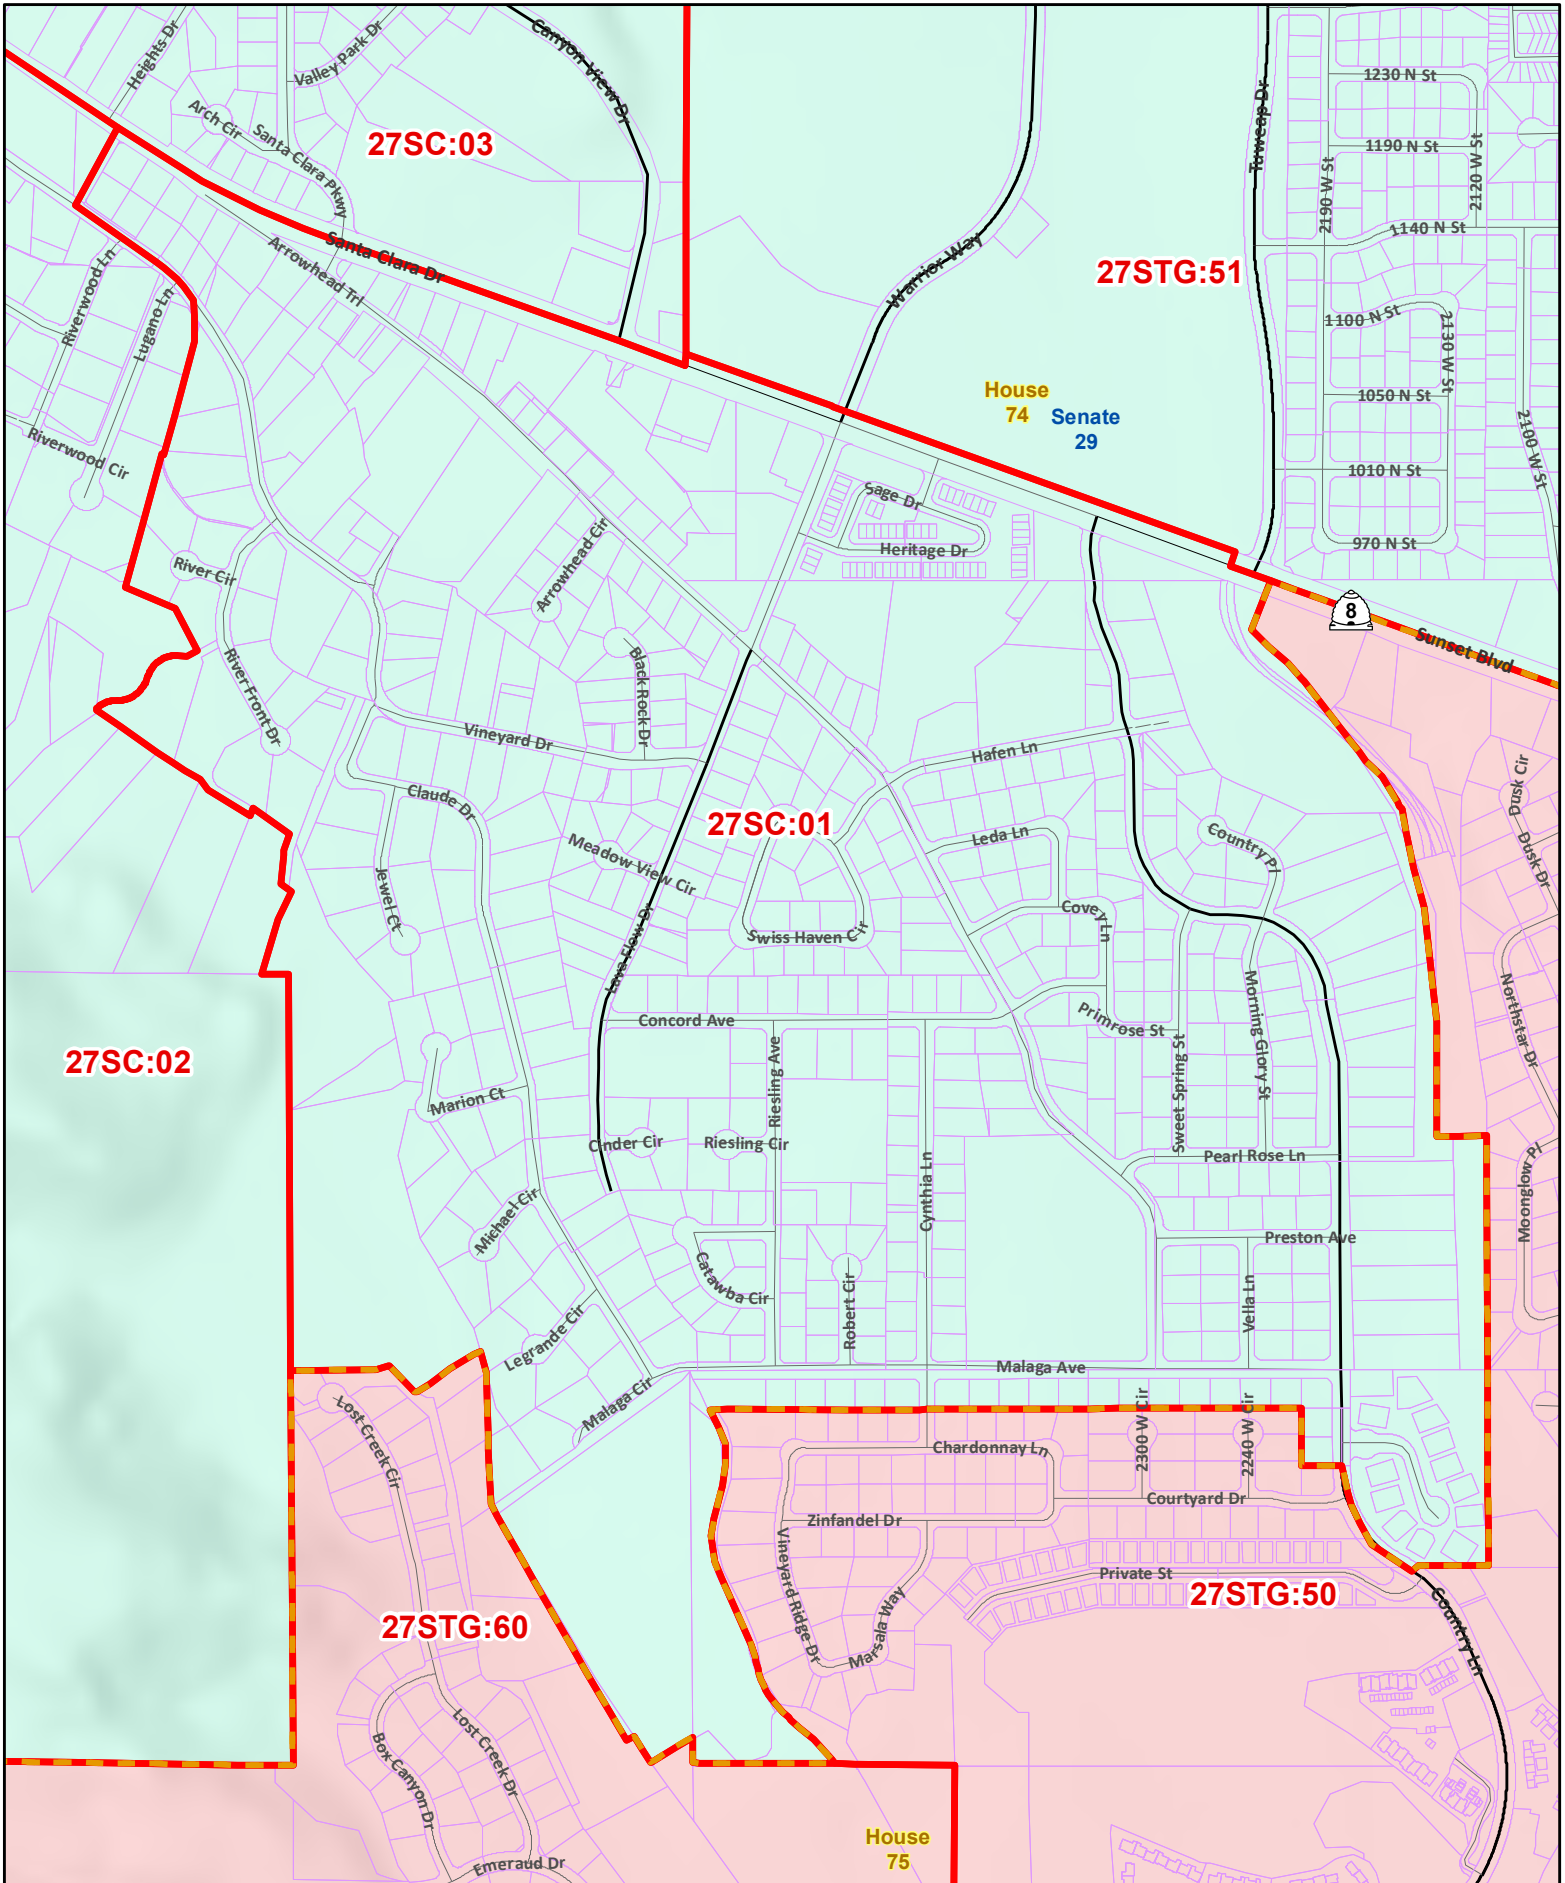 Heights Dr
Valley Park Dr
Canyon View Dr
Arch Cir
Santa Clara Pkwy
27SC:03
Tuweap Dr
1230 N St
1190 N St
2120 W St
2190 W St
1140 N St
Santa Clara Dr
Arrowhead Trl
Warrior Way
27STG:51
Riverwood Ln
Lugano Ln
1100 N St
2130 W St
House
74
Senate
29
1050 N St
2100 W St
Riverwood Cir
1010 N St
Sage Dr
Heritage Dr
970 N St
River Cir
Arrowhead Cir
8
Sunset Blvd
River Front Dr
Black Rock Dr
Vineyard Dr
Hafen Ln
Dusk Cir
Claude Dr
27SC:01
Leda Ln
Country Pl
Dusk Dr
Meadow View Cir
Jewel Ct
Covey Ln
Swiss Haven Cir
Lava Flow Dr
Concord Ave
Primrose St
Morning Glory St
Northstar Dr
27SC:02
Riesling Ave
Sweet Spring St
Marion Ct
Cinder Cir
Riesling Cir
Pearl Rose Ln
Moonglow Pl
Michael Cir
Cynthia Ln
Preston Ave
Catawba Cir
Robert Cir
Vella Ln
Legrande Cir
Malaga Ave
Malaga Cir
Lost Creek Cir
Chardonnay Ln
2300 W Cir
2240 W Cir
Courtyard Dr
Zinfandel Dr
Vineyard Ridge Dr
Private St
27STG:50
27STG:60
Marsala Way
Country Ln
Lost Creek Dr
Box Canyon Dr
House
75
Emeraud Dr